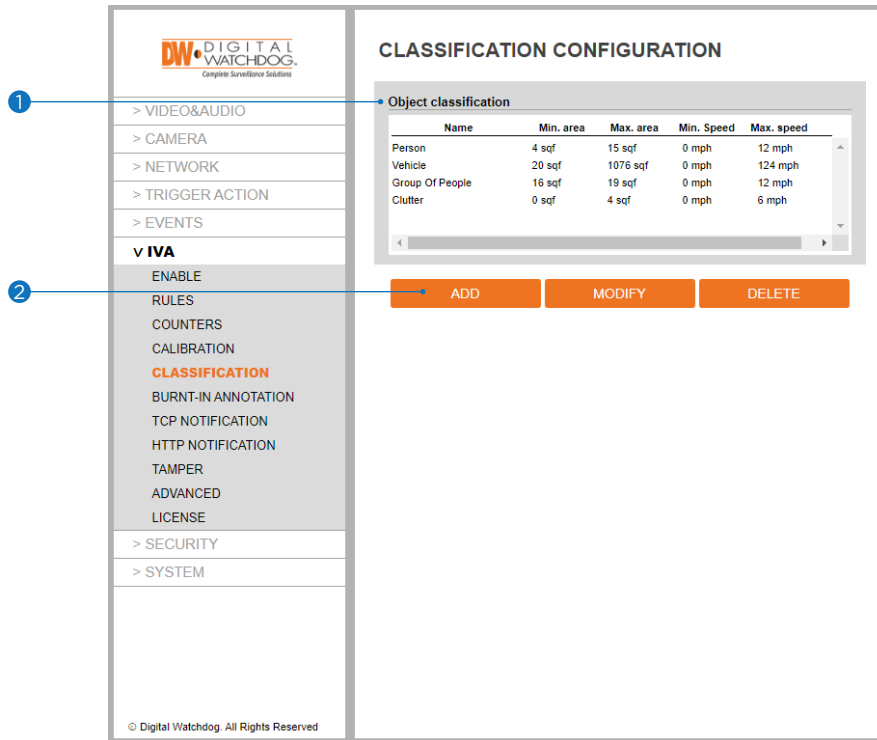 DW DIGITAL
WATCHDOG®
Complete Surveillance Solutions
1
> VIDEO&AUDIO
> CAMERA
> NETWORK
> TRIGGER ACTION
> EVENTS
v IVA
2
ENABLE
RULES
COUNTERS
CALIBRATION
CLASSIFICATION
BURNT-IN ANNOTATION
TCP NOTIFICATION
HTTP NOTIFICATION
TAMPER
ADVANCED
LICENSE
> SECURITY
> SYSTEM
© Digital Watchdog. All Rights Reserved
CLASSIFICATION CONFIGURATION
Object classification
Name Min. area Max. area Min. Speed Max. speed
Person 4 sqf 15 sqf 0 mph 12 mph
Vehicle 20 sqf 1076 sqf 0 mph 124 mph
Group Of People 16 sqf 19 sqf 0 mph 12 mph
Clutter 0 sqf 4 sqf 0 mph 6 mph
ADD MODIFY DELETE